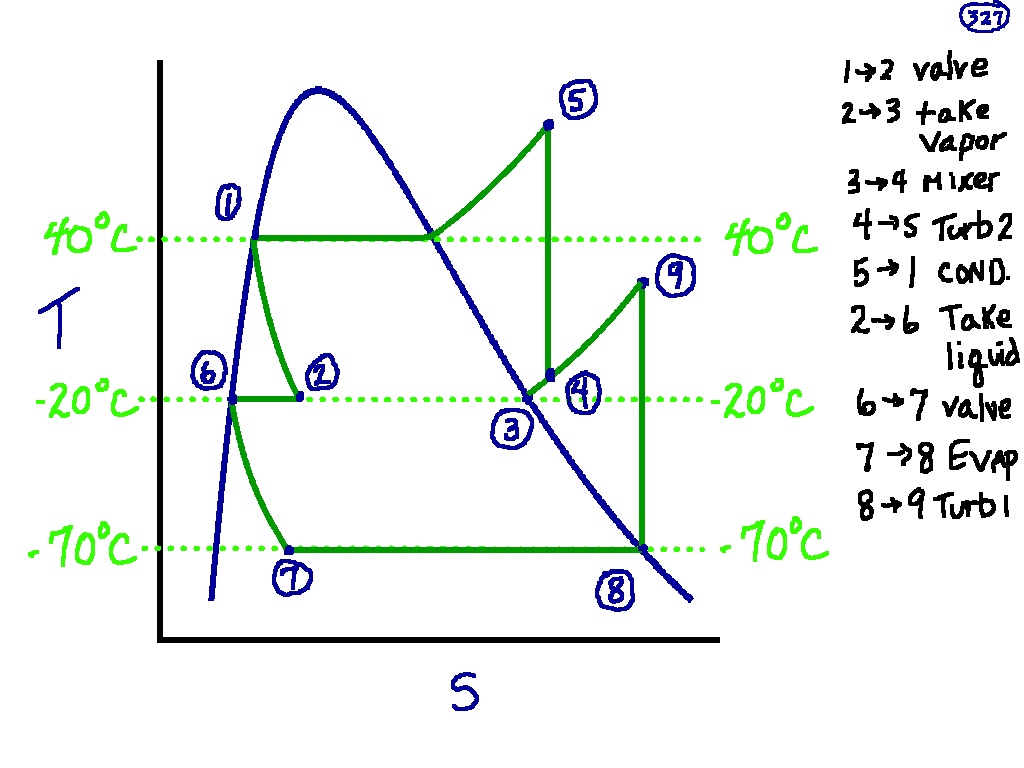 327
1→2 valve
2→3 take
vapor
3→4 Mixer
4→5 Turb2
5→1 COND.
2→6 Take
liquid
6→7 valve
7→8 EVAP
8→9 Turb1
5
1
40°C
40°C
9
T
6
2
-20°C
-20°C
4
3
-70°C
-70°C
7
8
S